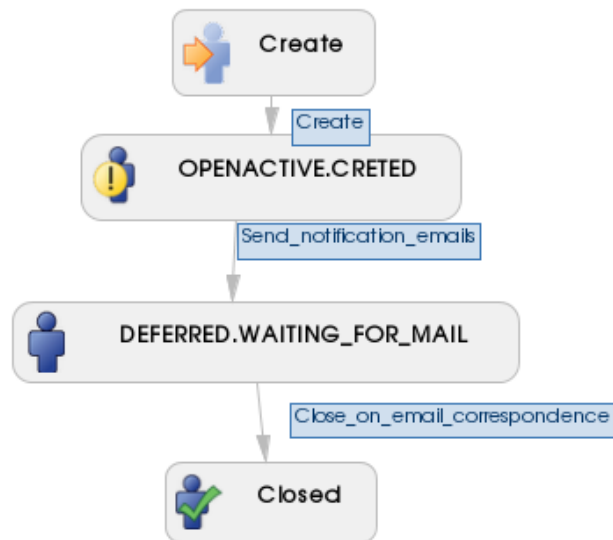 Create
Create
OPENACTIVE.CRETED
Send_notification_emails
DEFERRED.WAITING_FOR_MAIL
Close_on_email_correspondence
Closed